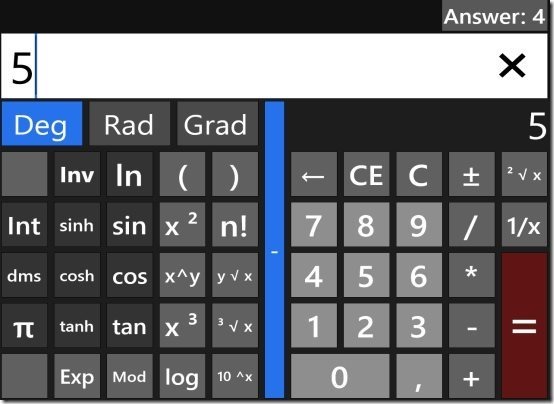 Answer: 4
5 ✕
Deg Rad Grad 5
Inv ln ( ) ← CE C ± ² √ x
Int sinh sin x ² n! 7 8 9 / 1/x
dms cosh cos x^y y √ x - 4 5 6 *
π tanh tan x ³ ³ √ x 1 2 3 - =
Exp Mod log 10 ^x 0 , +